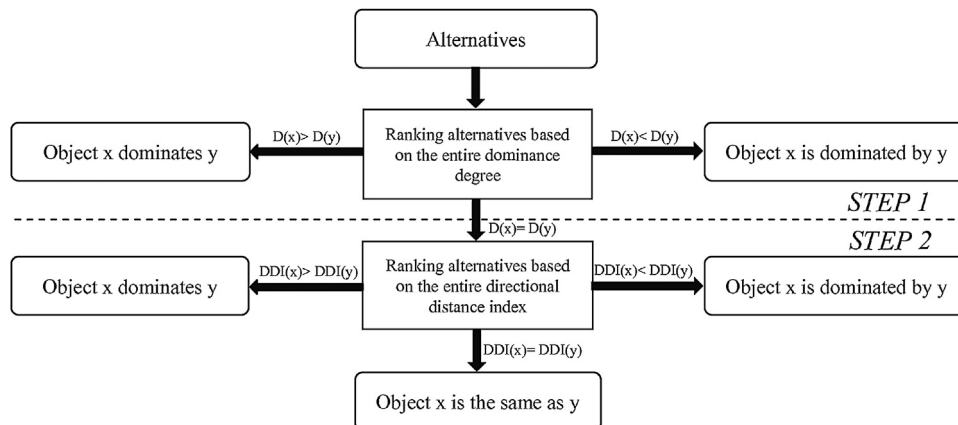 Alternatives
D(x)> D(y)
D(x)< D(y)
Object x dominates y
Ranking alternatives based
on the entire dominance
degree
Object x is dominated by y
STEP 1
D(x)= D(y)
STEP 2
DDI(x)> DDI(y)
DDI(x)< DDI(y)
Object x dominates y
Ranking alternatives based
on the entire directional
distance index
Object x is dominated by y
DDI(x)= DDI(y)
Object x is the same as y